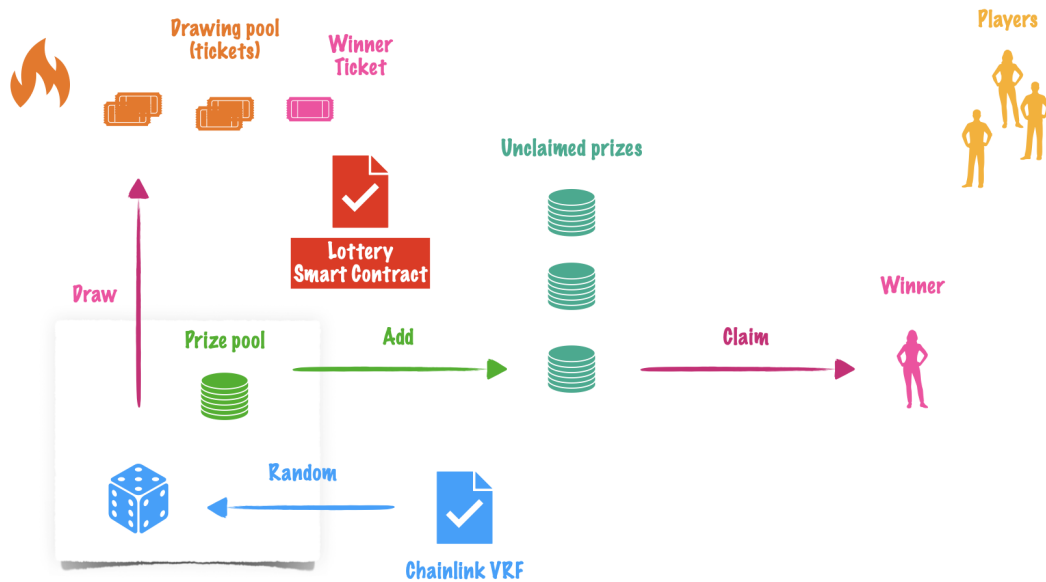 Drawing pool
(tickets)
Winner
Ticket
Players
Unclaimed prizes
Lottery
Smart Contract
Draw
Winner
Prize pool
Add
Claim
Random
Chainlink VRF